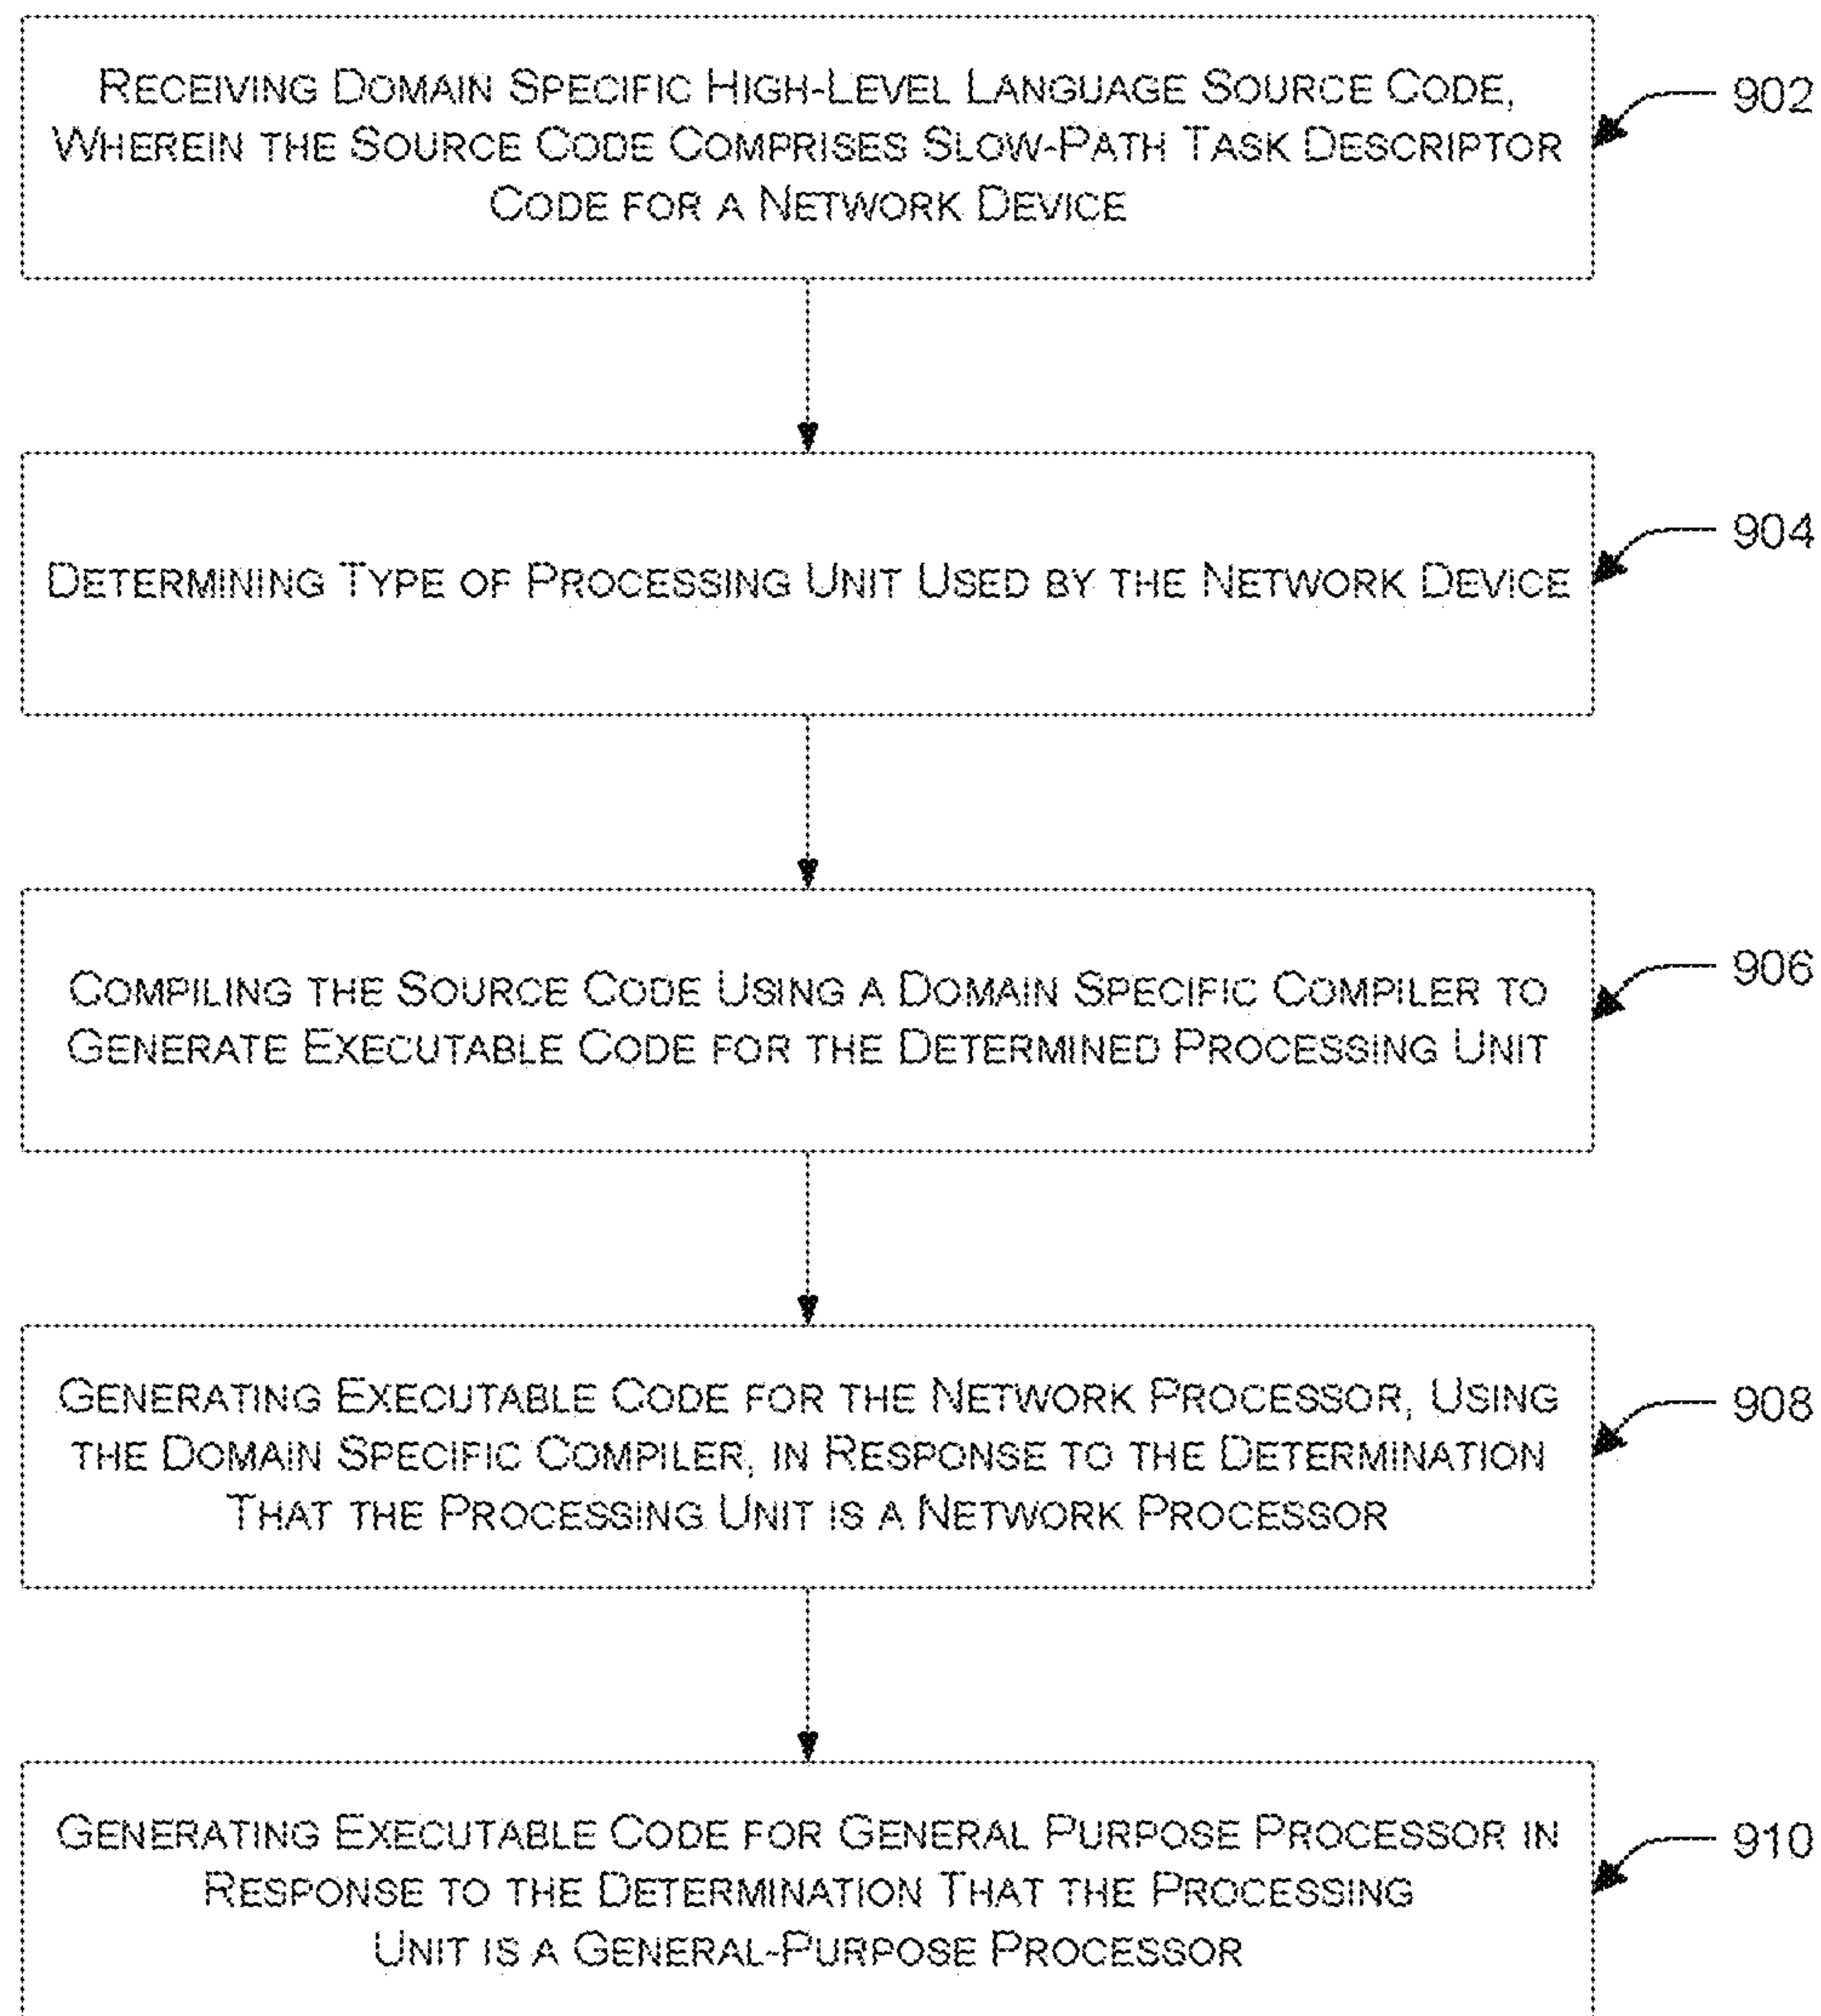 RECEIVING DOMAIN SPECIFIC HIGH-LEVEL LANGUAGE SOURCE CODE,
WHEREIN THE SOURCE CODE COMPRISES SLOW-PATH TASK DESCRIPTOR
CODE FOR A NETWORK DEVICE
902
DETERMINING TYPE OF PROCESSING UNIT USED BY THE NETWORK DEVICE
904
COMPILING THE SOURCE CODE USING A DOMAIN SPECIFIC COMPILER TO
GENERATE EXECUTABLE CODE FOR THE DETERMINED PROCESSING UNIT
906
GENERATING EXECUTABLE CODE FOR THE NETWORK PROCESSOR, USING
THE DOMAIN SPECIFIC COMPILER, IN RESPONSE TO THE DETERMINATION
THAT THE PROCESSING UNIT IS A NETWORK PROCESSOR
908
GENERATING EXECUTABLE CODE FOR GENERAL PURPOSE PROCESSOR IN
RESPONSE TO THE DETERMINATION THAT THE PROCESSING
UNIT IS A GENERAL-PURPOSE PROCESSOR
910